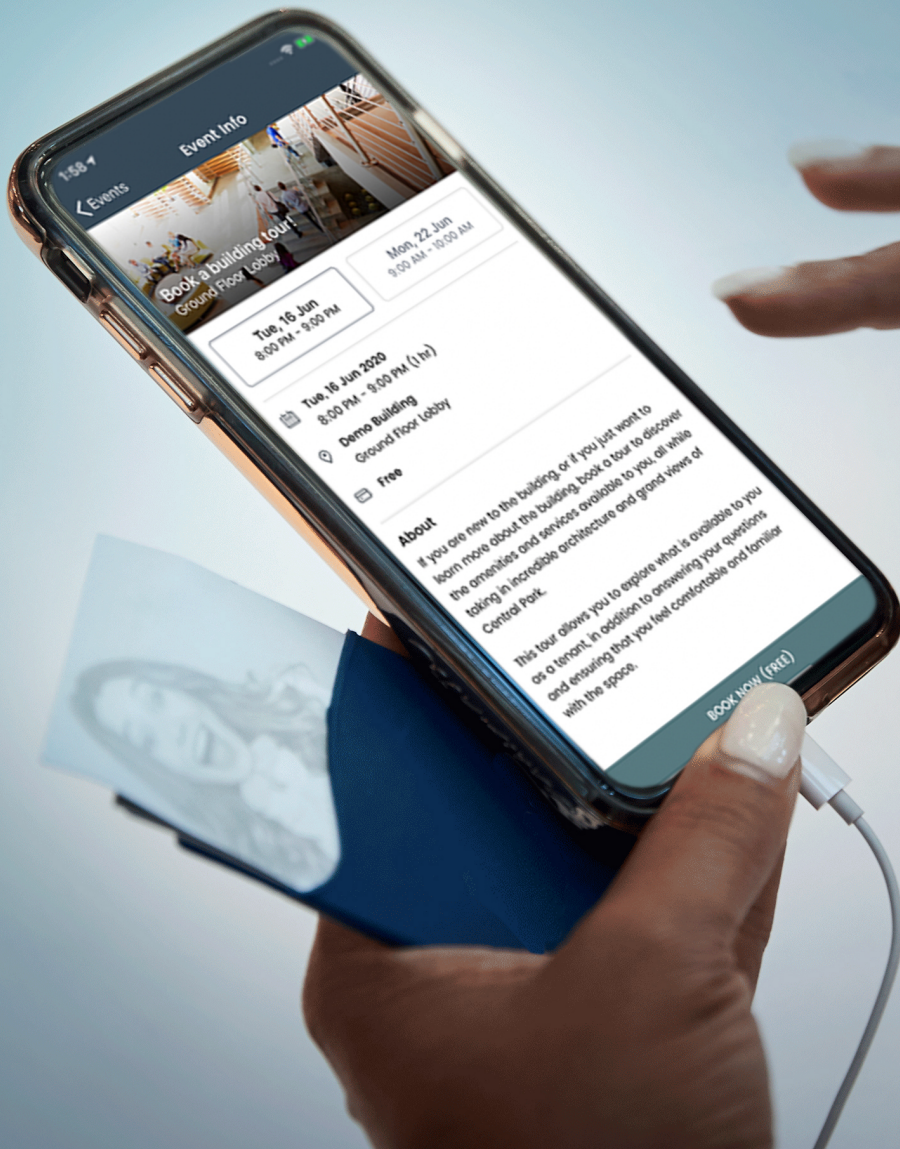 1:58
Events
Event Info
Book a building tour!
Ground Floor Lobby
Tue, 16 Jun
8:00 PM - 9:00 PM
Mon, 22 Jun
9:00 AM - 10:00 AM
Tue, 16 Jun 2020
8:00 PM - 9:00 PM (1 hr)
Demo Building
Ground Floor Lobby
Free
About
If you are new to the building, or if you just want to
learn more about the building, book a tour to discover
the amenities and services available to you, all while
taking in incredible architecture and grand views of
Central Park.
This tour allows you to explore what is available to you
as a tenant, in addition to answering your questions
and ensuring that you feel comfortable and familiar
with the space.
BOOK NOW (FREE)